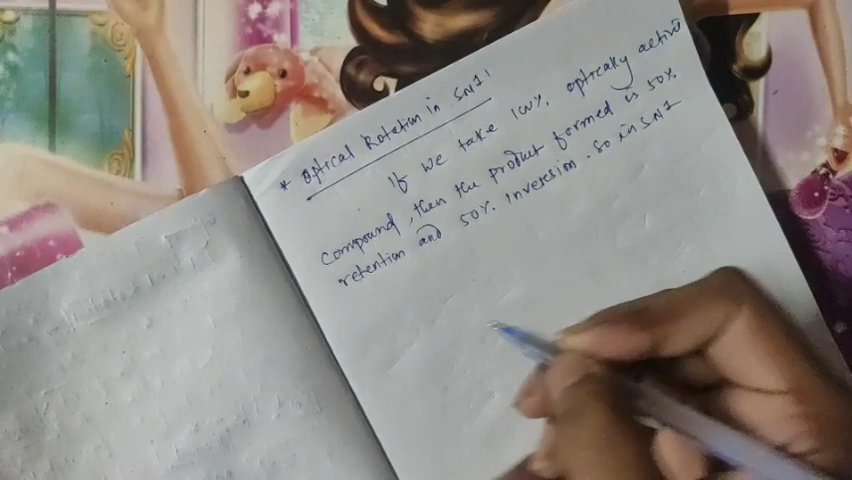 * Optical Rotation in SN1'
If we take 100% optically active
compound, then the product formed is 50%
retention and 50% inversion. So in SN1